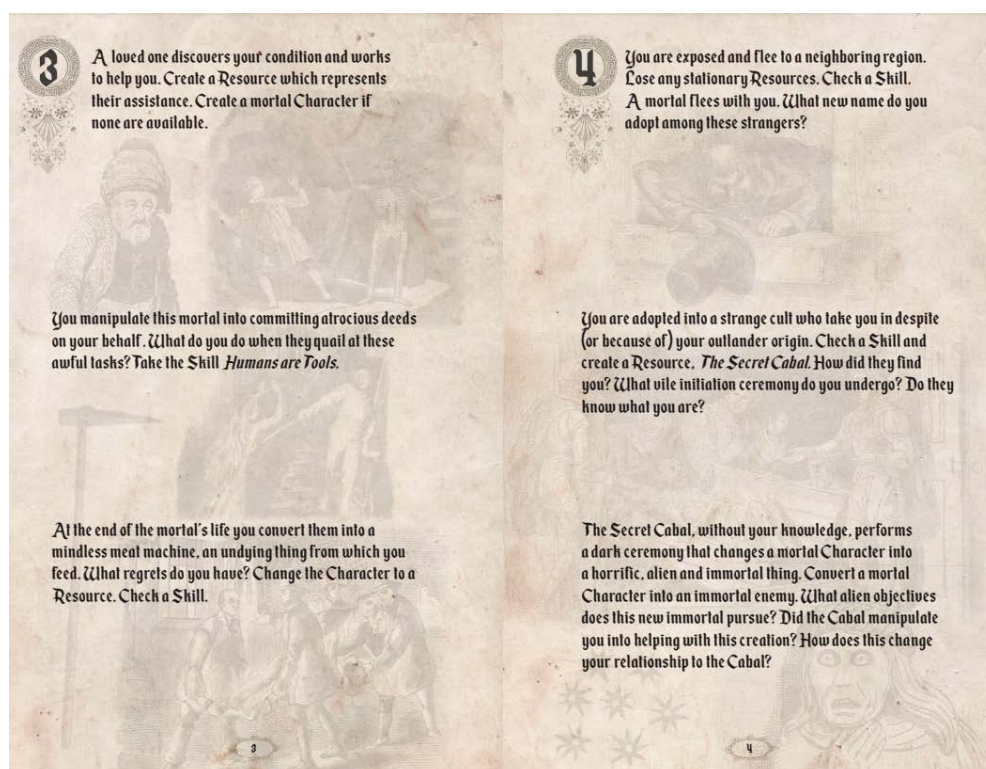 3
A loved one discovers your condition and works
to help you. Create a Resource which represents
their assistance. Create a mortal Character if
none are available.
You manipulate this mortal into committing atrocious deeds
on your behalf. What do you do when they quail at these
awful tasks? Take the Skill Humans are Tools.
At the end of the mortal's life you convert them into a
mindless meat machine, an undying thing from which you
feed. What regrets do you have? Change the Character to a
Resource. Check a Skill.
3
4
You are exposed and flee to a neighboring region.
Lose any stationary Resources. Check a Skill.
A mortal flees with you. What new name do you
adopt among these strangers?
You are adopted into a strange cult who take you in despite
(or because of) your outlander origin. Check a Skill and
create a Resource, The Secret Cabal. How did they find
you? What vile initiation ceremony do you undergo? Do they
know what you are?
The Secret Cabal, without your knowledge, performs
a dark ceremony that changes a mortal Character into
a horrific, alien and immortal thing. Convert a mortal
Character into an immortal enemy. What alien objectives
does this new immortal pursue? Did the Cabal manipulate
you into helping with this creation? How does this change
your relationship to the Cabal?
4